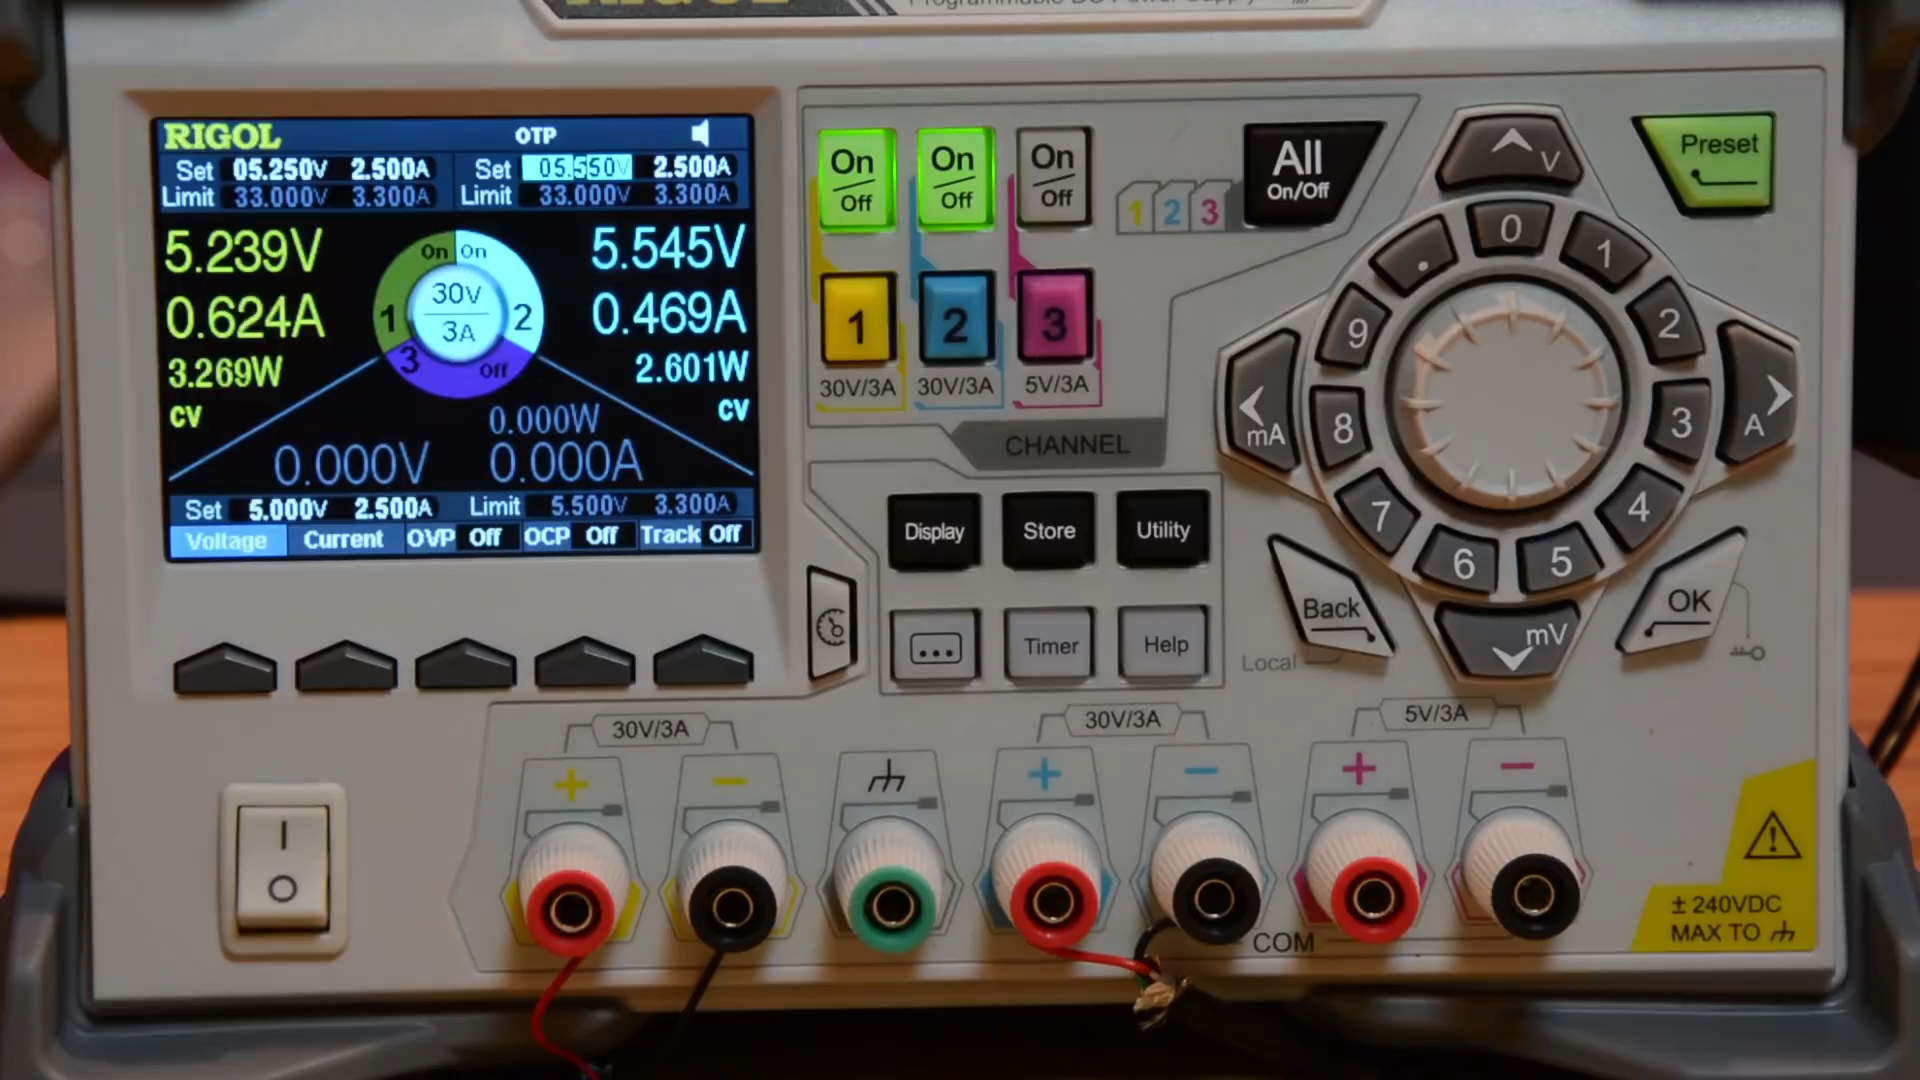 RIGOL
Programmable DC Power Supply
RIGOL OTP
Set 05.250V 2.500A Set 05.550V 2.500A
Limit 33.000V 3.300A Limit 33.000V 3.300A
5.239V 5.545V
On On
0.624A 1 30V 3A 2 0.469A
3 Off
3.269W 2.601W
CV CV
0.000W
0.000V 0.000A
Set 5.000V 2.500A Limit 5.500V 3.300A
Voltage Current OVP Off OCP Off Track Off
On Off On Off On Off
1 2 3
All On/Off
1 2 3
30V/3A 30V/3A 5V/3A
CHANNEL
Display Store Utility
... Timer Help
Preset
V
0 1 2 3 4 5 6 7 8 9 .
mA A
mV
Back
Local
OK
30V/3A 30V/3A 5V/3A
+ − + − + −
COM
± 240VDC
MAX TO